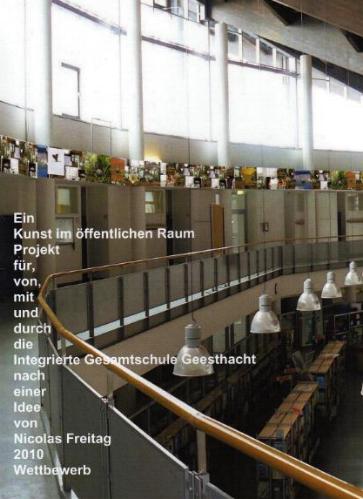 Ein
Kunst im öffentlichen Raum
Projekt
für,
von,
mit
und
durch
die
Integrierte Gesamtschule Geesthacht
nach
einer
Idee
von
Nicolas Freitag
2010
Wettbewerb